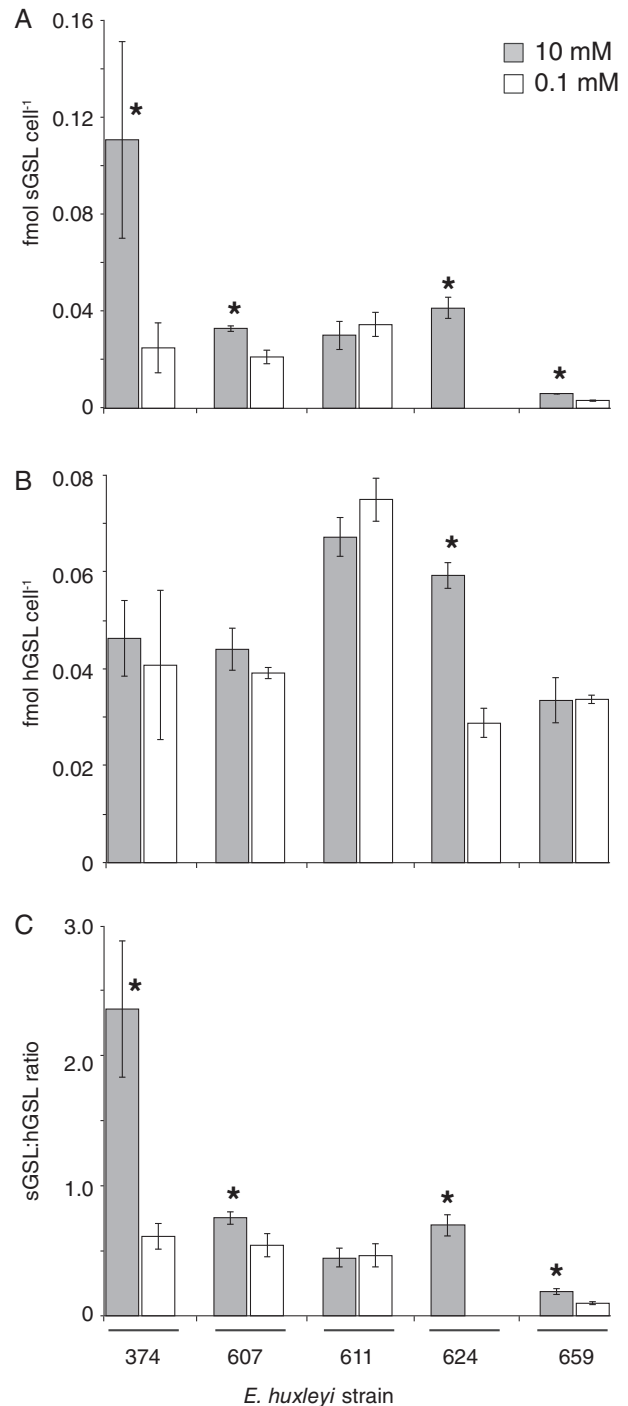 A
0.16
0.12
0.08
0.04
0
fmol sGSL cell-1
10 mM
0.1 mM
*
*
*
*
B
0.08
0.06
0.04
0.02
0
fmol hGSL cell-1
*
C
3.0
2.0
1.0
0
sGSL:hGSL ratio
*
*
*
*
374 607 611 624 659
E. huxleyi strain